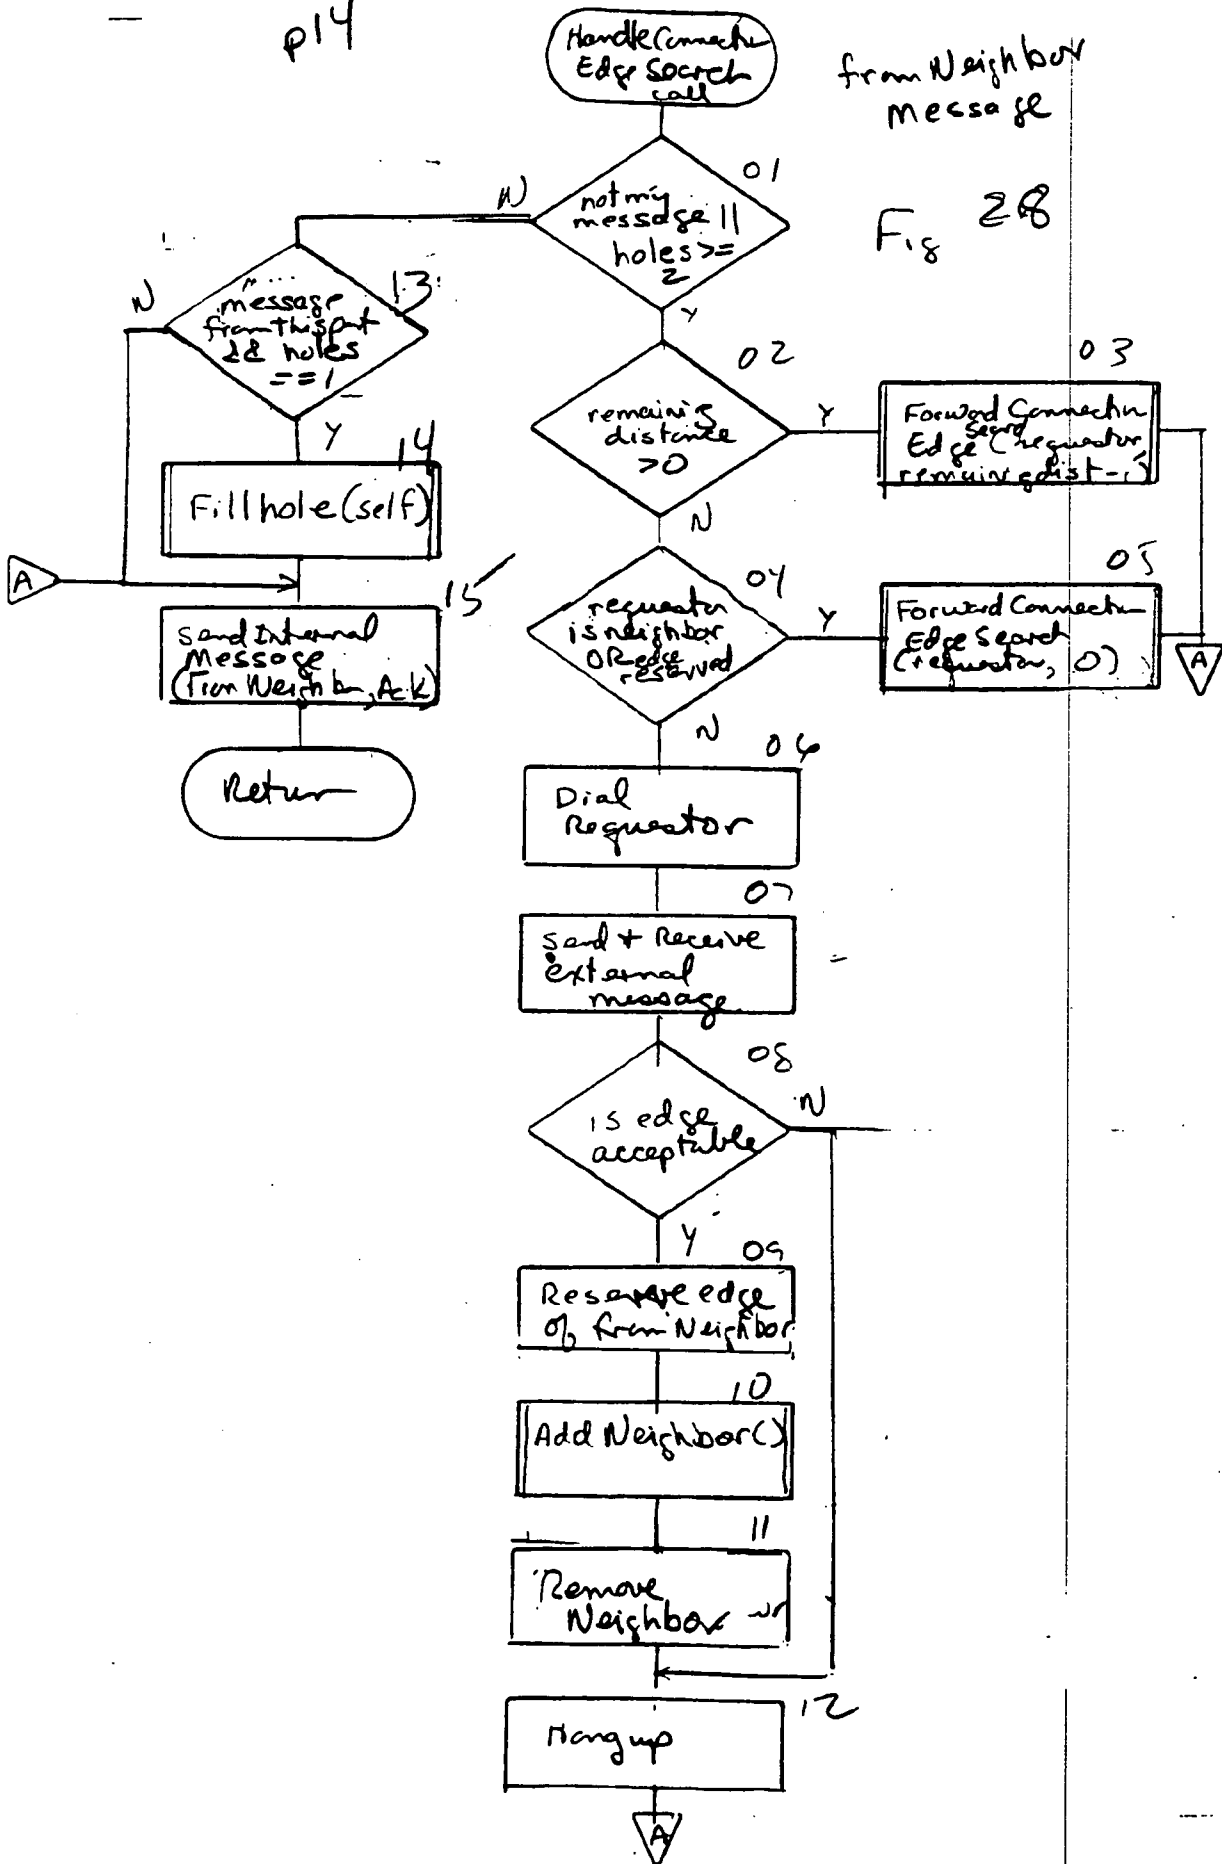 p14
Handle Connection
Edge Search
call
from Neighbor
message
Fig 28
01
not my
message ||
holes >=
2
N
Y
13
message
from this port
&& holes
==1
N
Y
14
Fill hole (self)
A
15
send Internal
Message
(from Neighbor, Ack)
Return
02
remaining
distance
>0
Y
N
03
Forward Connection
Edge Search (requestor
remaining dist -1)
04
requestor
is neighbor
OR edge
reserved
Y
N
05
Forward Connection
Edge Search
(requestor, 0)
A
06
Dial
Requestor
07
send + Receive
external
message
08
is edge
acceptable
N
Y
09
Reserve edge
of from Neighbor
10
Add Neighbor()
11
Remove
Neighbor
12
Hang up
A